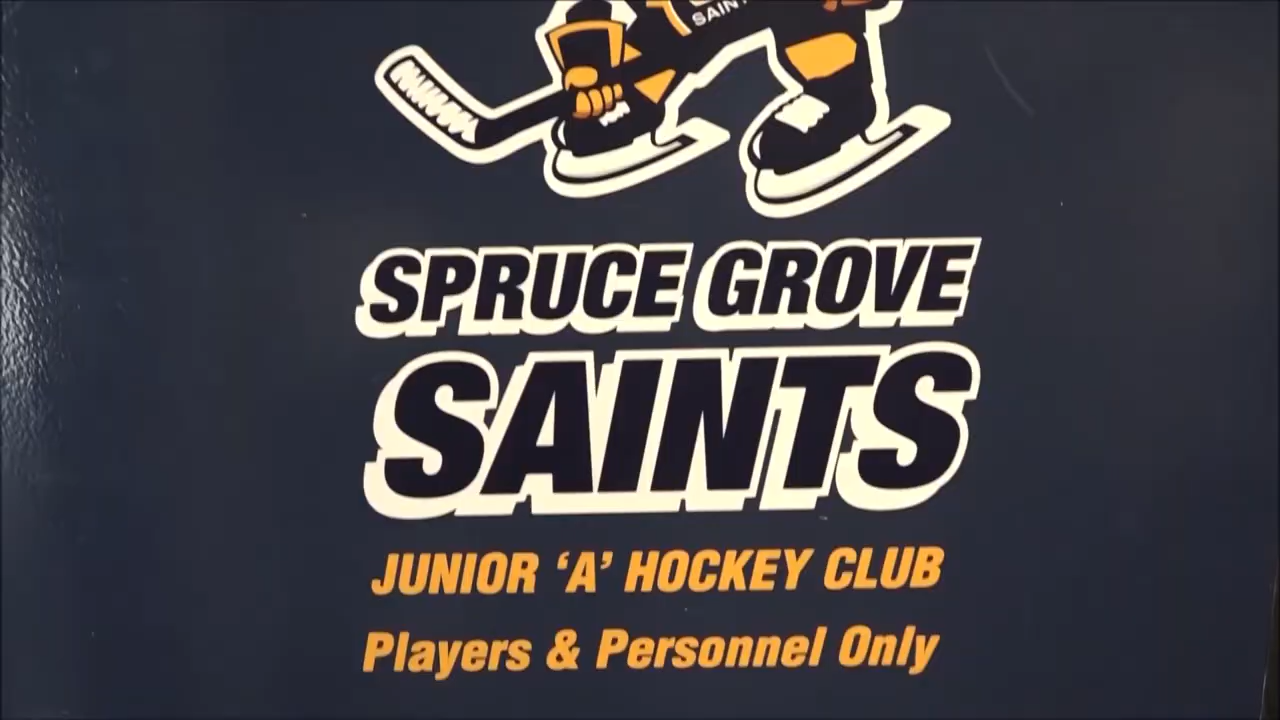 SPRUCE GROVE
SAINTS
JUNIOR ‘A’ HOCKEY CLUB
Players & Personnel Only